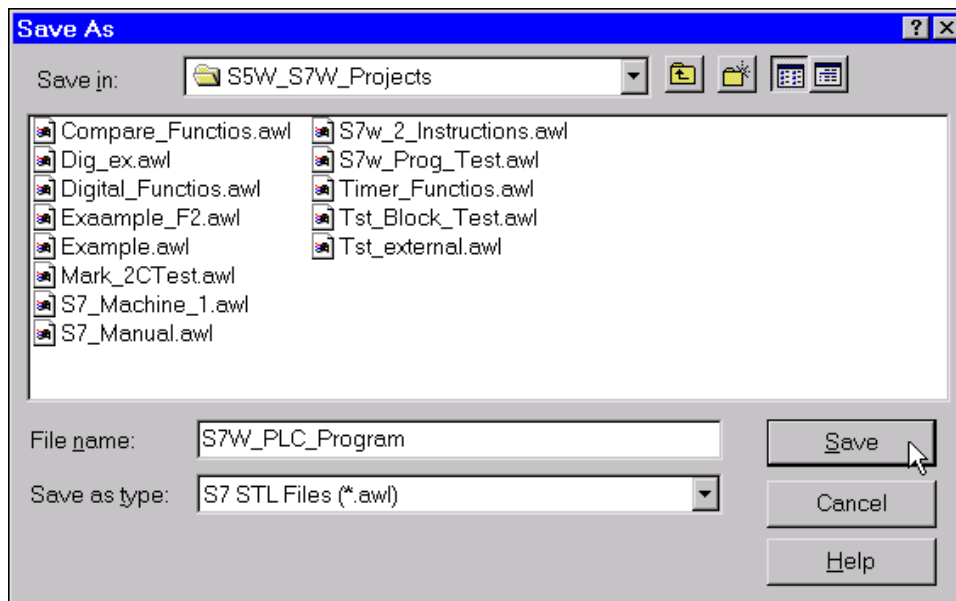 Save As
Save in: S5W_S7W_Projects
Compare_Functios.awl
Dig_ex.awl
Digital_Functios.awl
Exaample_F2.awl
Example.awl
Mark_2CTest.awl
S7_Machine_1.awl
S7_Manual.awl
S7w_2_Instructions.awl
S7w_Prog_Test.awl
Timer_Functios.awl
Tst_Block_Test.awl
Tst_external.awl
File name: S7W_PLC_Program
Save
Save as type: S7 STL Files (*.awl)
Cancel
Help